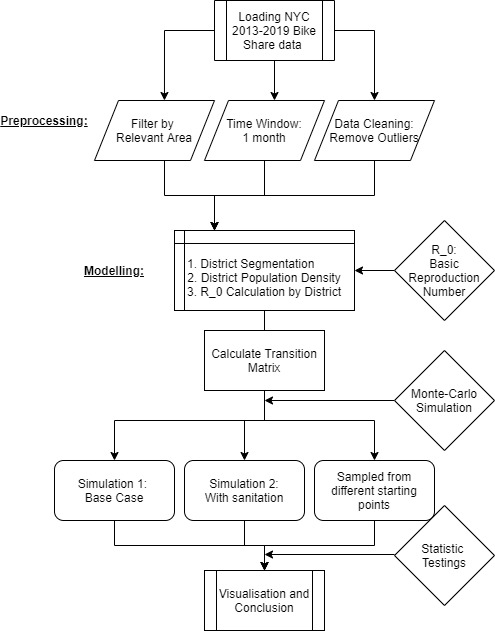 Loading NYC
2013-2019 Bike
Share data
Preprocessing:
Filter by
Relevant Area
Time Window:
1 month
Data Cleaning:
Remove Outliers
Modelling:
1. District Segmentation
2. District Population Density
3. R_0 Calculation by District
R_0:
Basic
Reproduction
Number
Calculate Transition
Matrix
Monte-Carlo
Simulation
Simulation 1:
Base Case
Simulation 2:
With sanitation
Sampled from
different starting
points
Statistic
Testings
Visualisation and
Conclusion